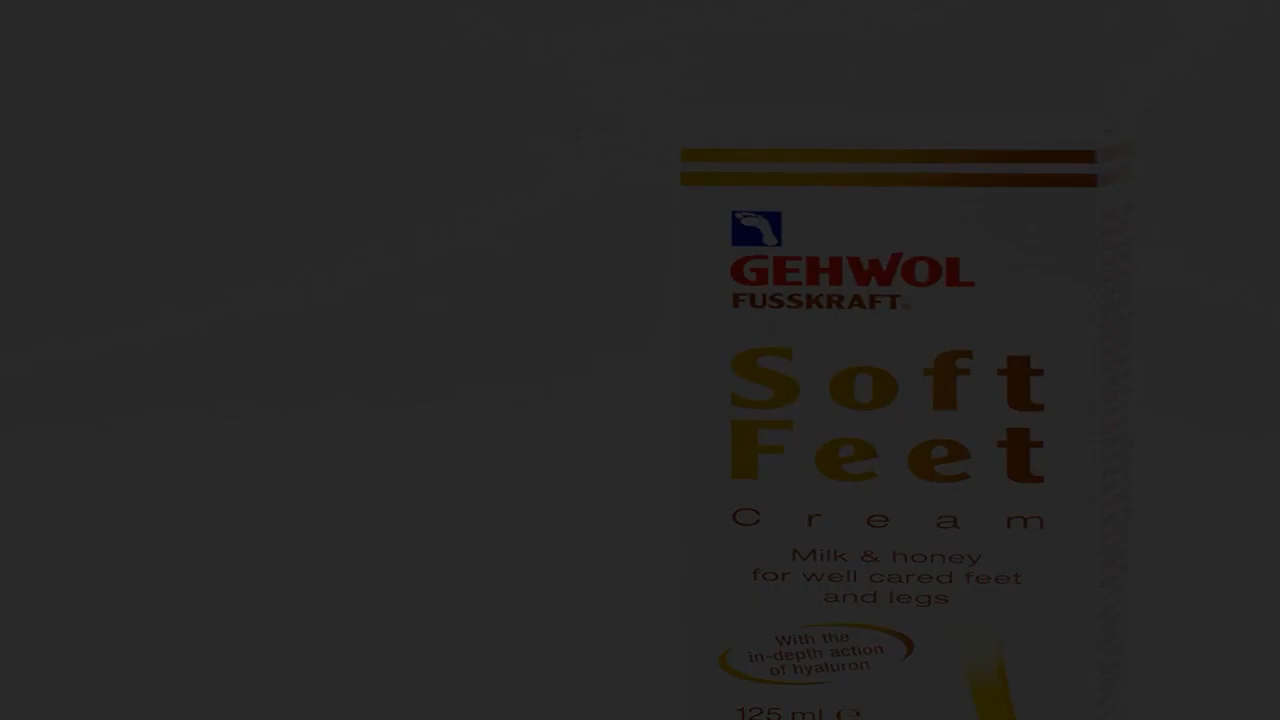 GEHWOL
FUSSKRAFT®
Soft
Feet
Cream
Milk & honey
for well cared feet
and legs
With the
in-depth action
of hyaluron
125 ml ℮